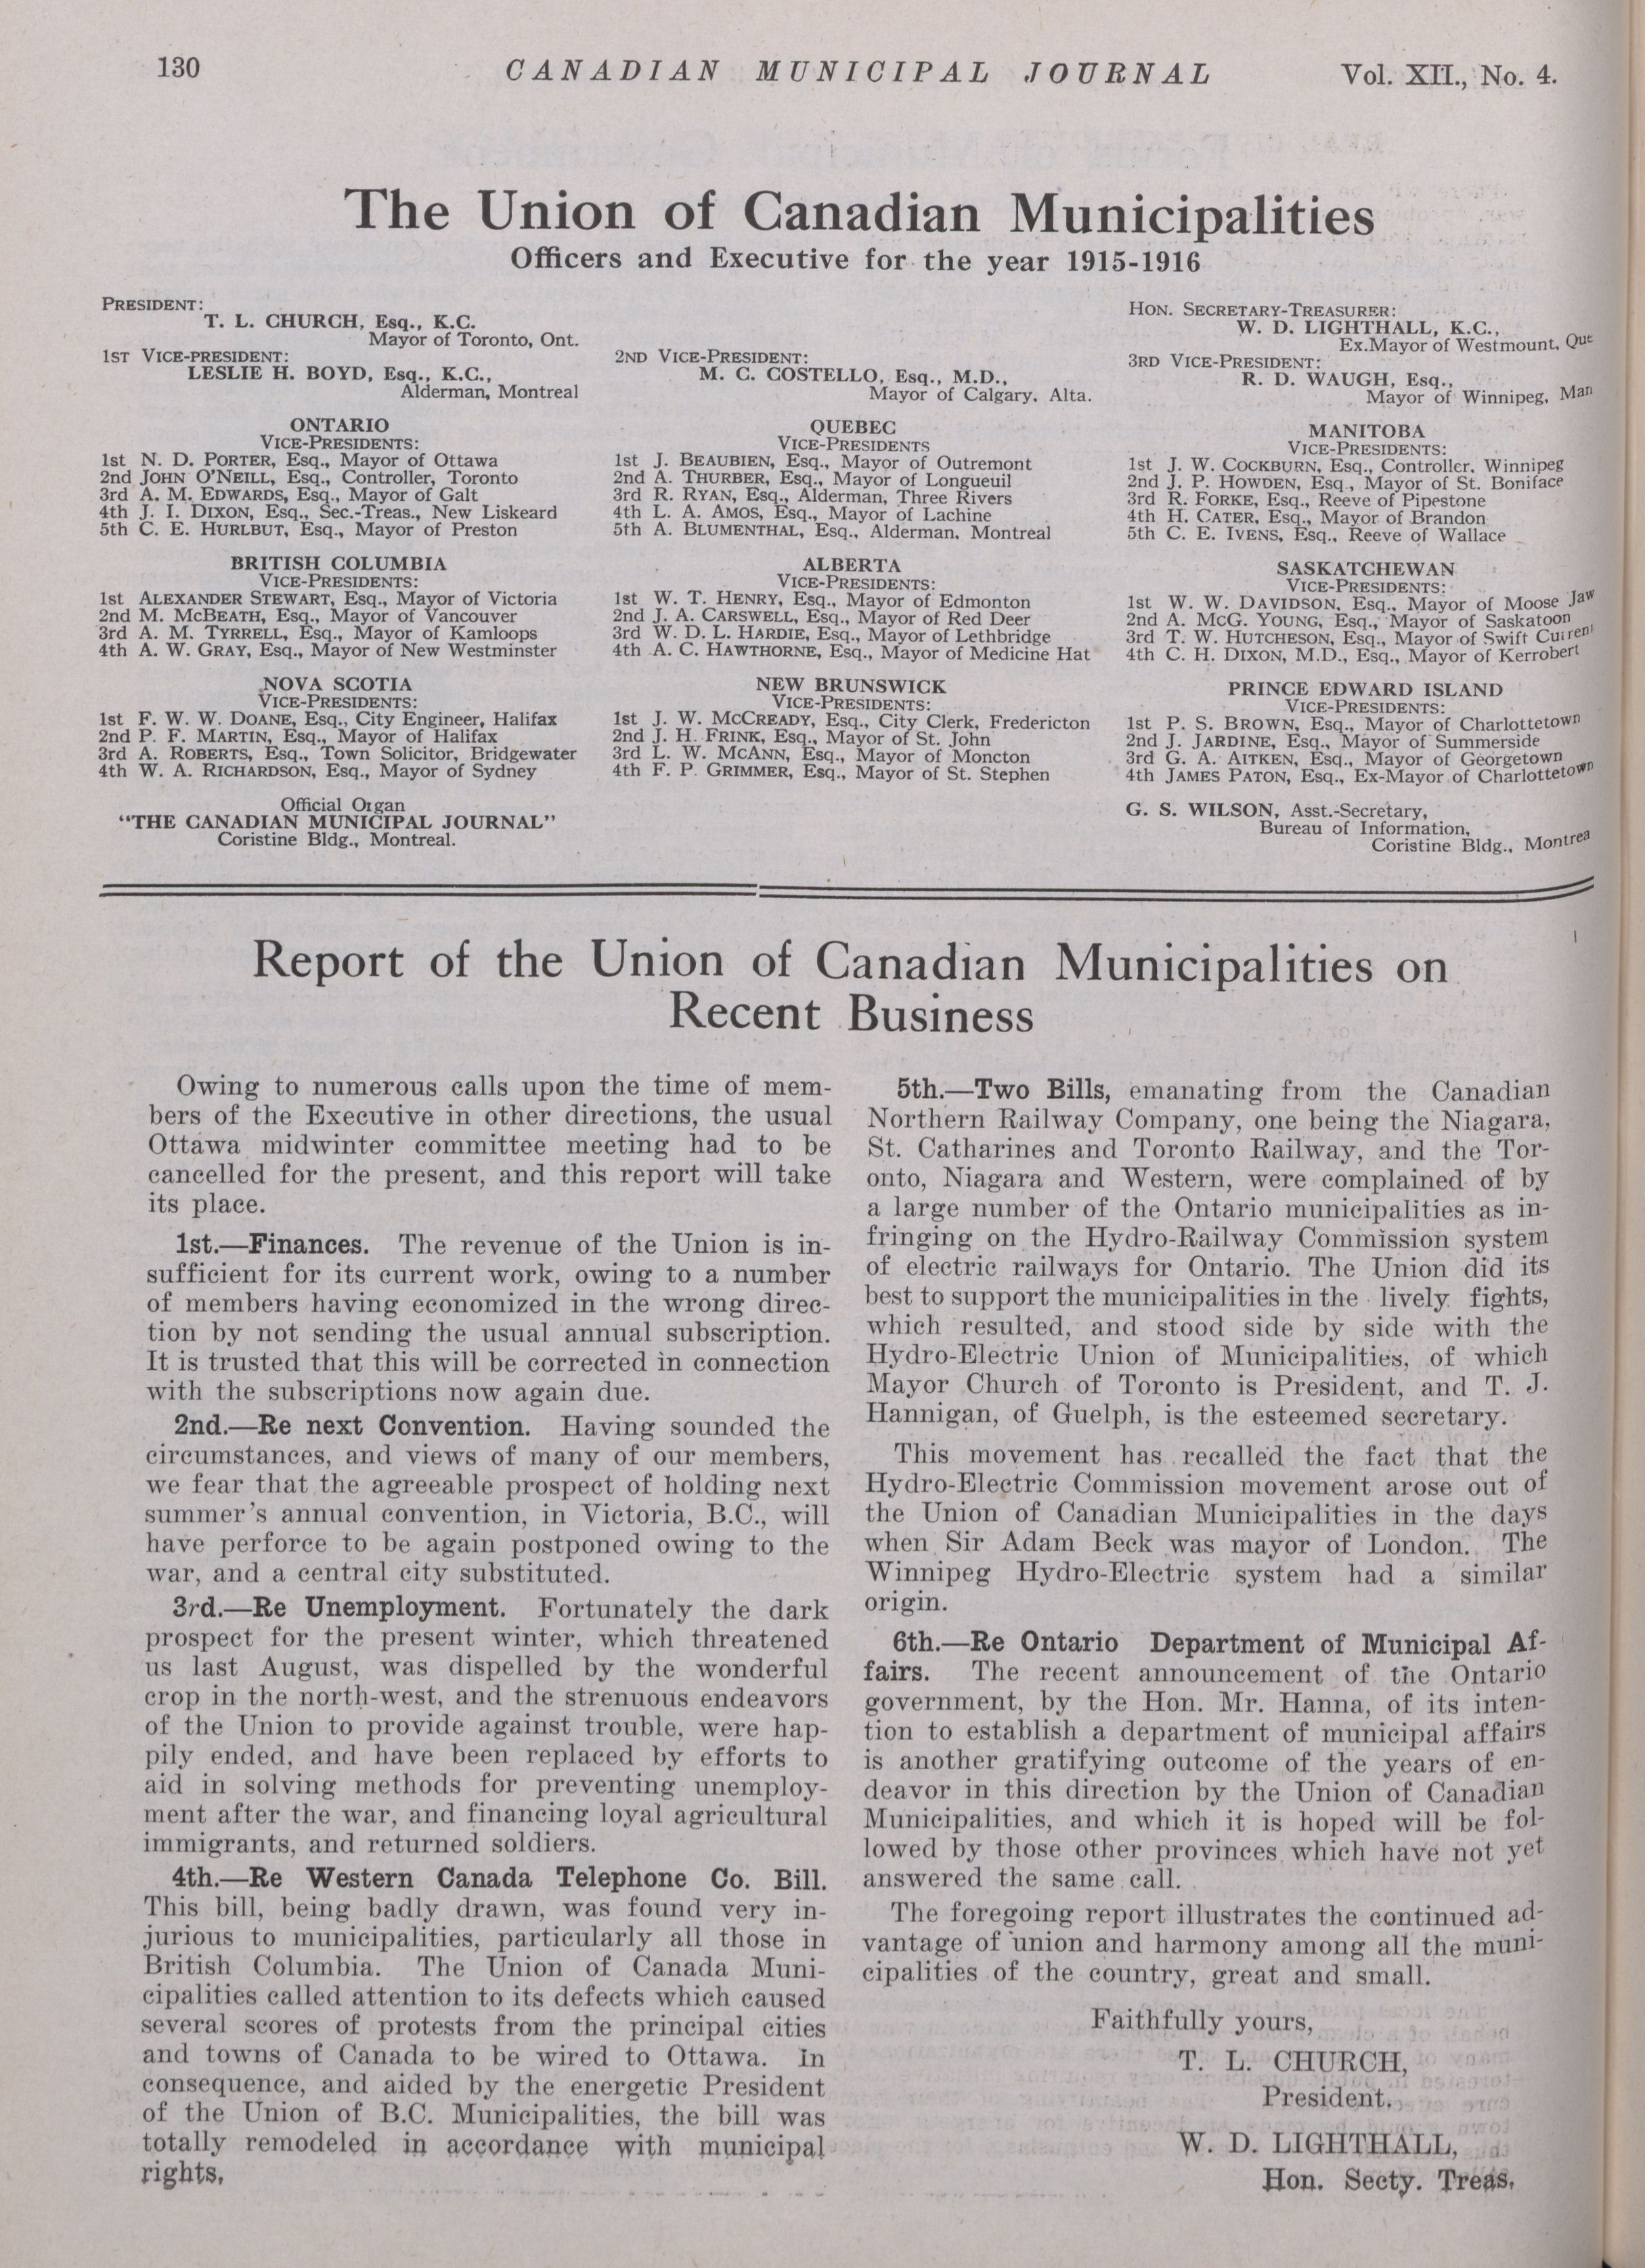 130
CANADIAN MUNICIPAL JOURNAL
Vol. XII., No. 4.
The Union of Canadian Municipalities
Officers and Executive for the year 1915-1916
PRESIDENT:
T. L. CHURCH, Esq., K.C.
Mayor of Toronto, Ont.
HON. SECRETARY-TREASURER:
W. D. LIGHTHALL, K.C.,
Ex.Mayor of Westmount, Que
1ST VICE-PRESIDENT:
LESLIE H. BOYD, Esq., K.C.,
Alderman, Montreal
2ND VICE-PRESIDENT:
M. C. COSTELLO, Esq., M.D.,
Mayor of Calgary, Alta.
3RD VICE-PRESIDENT:
R. D. WAUGH, Esq.,
Mayor of Winnipeg, Man
ONTARIO
VICE-PRESIDENTS:
1st N. D. PORTER, Esq., Mayor of Ottawa
2nd JOHN O'NEILL, Esq., Controller, Toronto
3rd A. M. EDWARDS, Esq., Mayor of Galt
4th J. I. DIXON, Esq., Sec.-Treas., New Liskeard
5th C. E. HURLBUT, Esq., Mayor of Preston
QUEBEC
VICE-PRESIDENTS
1st J. BEAUBIEN, Esq., Mayor of Outremont
2nd A. THURBER, Esq., Mayor of Longueuil
3rd R. RYAN, Esq., Alderman, Three Rivers
4th L. A. AMOS, Esq., Mayor of Lachine
5th A. BLUMENTHAL, Esq., Alderman, Montreal
MANITOBA
VICE-PRESIDENTS:
1st J. W. COCKBURN, Esq., Controller. Winnipeg
2nd J. P. HOWDEN, Esq., Mayor of St. Boniface
3rd R. FORKE, Esq., Reeve of Pipestone
4th H. CATER, Esq., Mayor of Brandon
5th C. E. IVENS, Esq., Reeve of Wallace
BRITISH COLUMBIA
VICE-PRESIDENTS:
1st ALEXANDER STEWART, Esq., Mayor of Victoria
2nd M. MCBEATH, Esq., Mayor of Vancouver
3rd A. M. TYRRELL, Esq., Mayor of Kamloops
4th A. W. GRAY, Esq., Mayor of New Westminster
ALBERTA
VICE-PRESIDENTS:
1st W. T. HENRY, Esq., Mayor of Edmonton
2nd J. A. CARSWELL, Esq., Mayor of Red Deer
3rd W. D. L. HARDIE, Esq., Mayor of Lethbridge
4th A. C. HAWTHORNE, Esq., Mayor of Medicine Hat
SASKATCHEWAN
VICE-PRESIDENTS:
1st W. W. DAVIDSON, Esq., Mayor of Moose Jaw
2nd A. McG. YOUNG, Esq., Mayor of Saskatoon
3rd T. W. HUTCHESON, Esq., Mayor of Swift Current
4th C. H. DIXON, M.D., Esq., Mayor of Kerrobert
NOVA SCOTIA
VICE-PRESIDENTS:
1st F. W. W. DOANE, Esq., City Engineer, Halifax
2nd P. F. MARTIN, Esq., Mayor of Halifax
3rd A. ROBERTS, Esq., Town Solicitor, Bridgewater
4th W. A. RICHARDSON, Esq., Mayor of Sydney
NEW BRUNSWICK
VICE-PRESIDENTS:
1st J. W. MCCREADY, Esq., City Clerk, Fredericton
2nd J. H. FRINK, Esq., Mayor of St. John
3rd L. W. MCANN, Esq., Mayor of Moncton
4th F. P. GRIMMER, Esq., Mayor of St. Stephen
PRINCE EDWARD ISLAND
VICE-PRESIDENTS:
1st P. S. BROWN, Esq., Mayor of Charlottetown
2nd J. JARDINE, Esq., Mayor of Summerside
3rd G. A. AITKEN, Esq., Mayor of Georgetown
4th JAMES PATON, Esq., Ex-Mayor of Charlottetown
Official Organ
"THE CANADIAN MUNICIPAL JOURNAL"
Coristine Bldg., Montreal.
G. S. WILSON, Asst.-Secretary,
Bureau of Information,
Coristine Bldg., Montrea
Report of the Union of Canadian Municipalities on
Recent Business
Owing to numerous calls upon the time of mem-
bers of the Executive in other directions, the usual
Ottawa midwinter committee meeting had to be
cancelled for the present, and this report will take
its place.
1st.—Finances. The revenue of the Union is in-
sufficient for its current work, owing to a number
of members having economized in the wrong direc-
tion by not sending the usual annual subscription.
It is trusted that this will be corrected in connection
with the subscriptions now again due.
2nd.—Re next Convention. Having sounded the
circumstances, and views of many of our members,
we fear that the agreeable prospect of holding next
summer's annual convention, in Victoria, B.C., will
have perforce to be again postponed owing to the
war, and a central city substituted.
3rd.—Re Unemployment. Fortunately the dark
prospect for the present winter, which threatened
us last August, was dispelled by the wonderful
crop in the north-west, and the strenuous endeavors
of the Union to provide against trouble, were hap-
pily ended, and have been replaced by efforts to
aid in solving methods for preventing unemploy-
ment after the war, and financing loyal agricultural
immigrants, and returned soldiers.
4th.—Re Western Canada Telephone Co. Bill.
This bill, being badly drawn, was found very in-
jurious to municipalities, particularly all those in
British Columbia. The Union of Canada Muni-
cipalities called attention to its defects which caused
several scores of protests from the principal cities
and towns of Canada to be wired to Ottawa. In
consequence, and aided by the energetic President
of the Union of B.C. Municipalities, the bill was
totally remodeled in accordance with municipal
rights,
5th.—Two Bills, emanating from the Canadian
Northern Railway Company, one being the Niagara,
St. Catharines and Toronto Railway, and the Tor-
onto, Niagara and Western, were complained of by
a large number of the Ontario municipalities as in-
fringing on the Hydro-Railway Commission system
of electric railways for Ontario. The Union did its
best to support the municipalities in the lively fights,
which resulted, and stood side by side with the
Hydro-Electric Union of Municipalities, of which
Mayor Church of Toronto is President, and T. J.
Hannigan, of Guelph, is the esteemed secretary.
This movement has recalled the fact that the
Hydro-Electric Commission movement arose out of
the Union of Canadian Municipalities in the days
when Sir Adam Beck was mayor of London. The
Winnipeg Hydro-Electric system had a similar
origin.
6th.—Re Ontario Department of Municipal Af-
fairs. The recent announcement of the Ontario
government, by the Hon. Mr. Hanna, of its inten-
tion to establish a department of municipal affairs
is another gratifying outcome of the years of en-
deavor in this direction by the Union of Canadian
Municipalities, and which it is hoped will be fol-
lowed by those other provinces which have not yet
answered the same call.
The foregoing report illustrates the continued ad-
vantage of union and harmony among all the muni-
cipalities of the country, great and small.
Faithfully yours,
T. L. CHURCH,
President.
W. D. LIGHTHALL,
Hon. Secty. Treas.